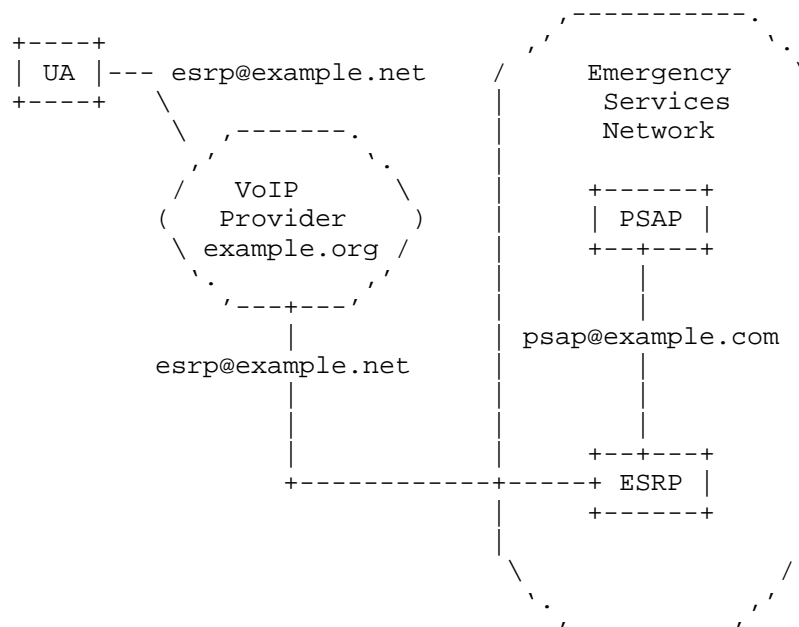 UA
esrp@example.net
Emergency
Services
Network
VoIP
Provider
example.org
PSAP
esrp@example.net
psap@example.com
ESRP